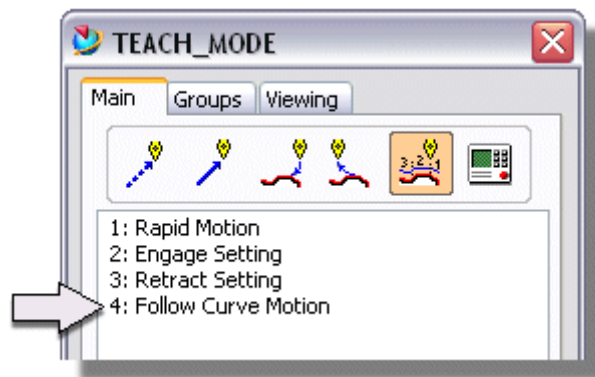 TEACH_MODE
Main Groups Viewing
3:2:1
1: Rapid Motion
2: Engage Setting
3: Retract Setting
4: Follow Curve Motion